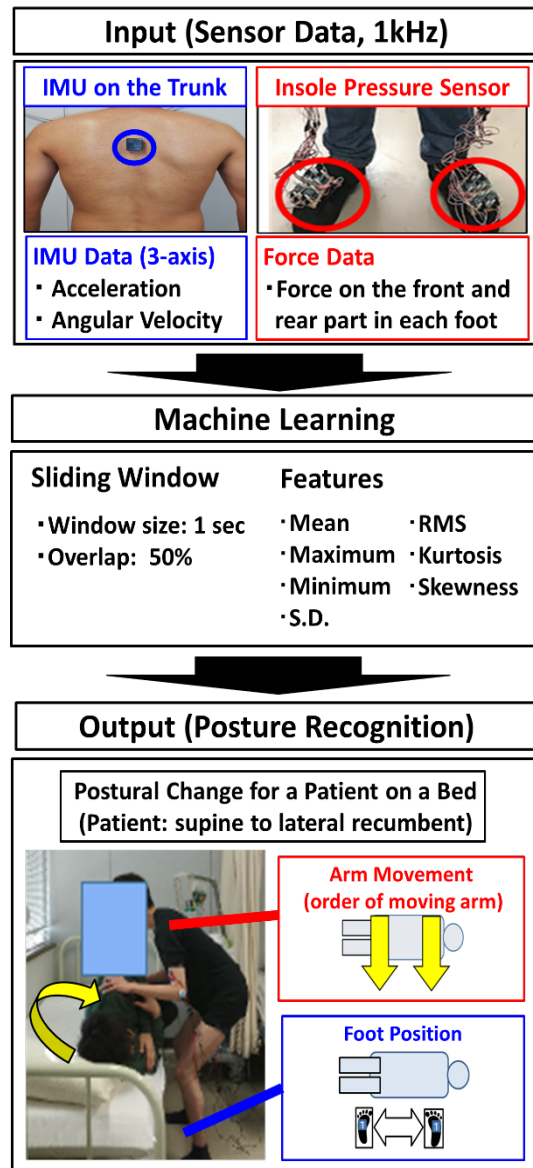 Input (Sensor Data, 1kHz)
IMU on the Trunk
Insole Pressure Sensor
IMU Data (3-axis)
・Acceleration
・Angular Velocity
Force Data
・Force on the front and
rear part in each foot
Machine Learning
Sliding Window
・Window size: 1 sec
・Overlap: 50%
Features
・Mean
・Maximum
・Minimum
・S.D.
・RMS
・Kurtosis
・Skewness
Output (Posture Recognition)
Postural Change for a Patient on a Bed
(Patient: supine to lateral recumbent)
Arm Movement
(order of moving arm)
Foot Position
1
1